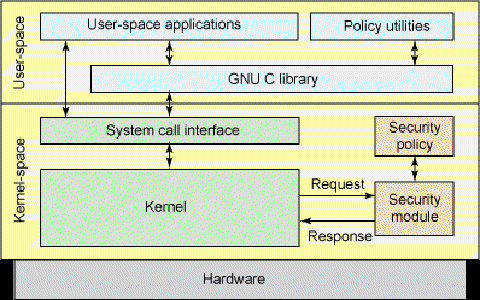 User-space
User-space applications
Policy utilities
GNU C library
Kernel-space
System call interface
Security
policy
Kernel
Request
Response
Security
module
Hardware